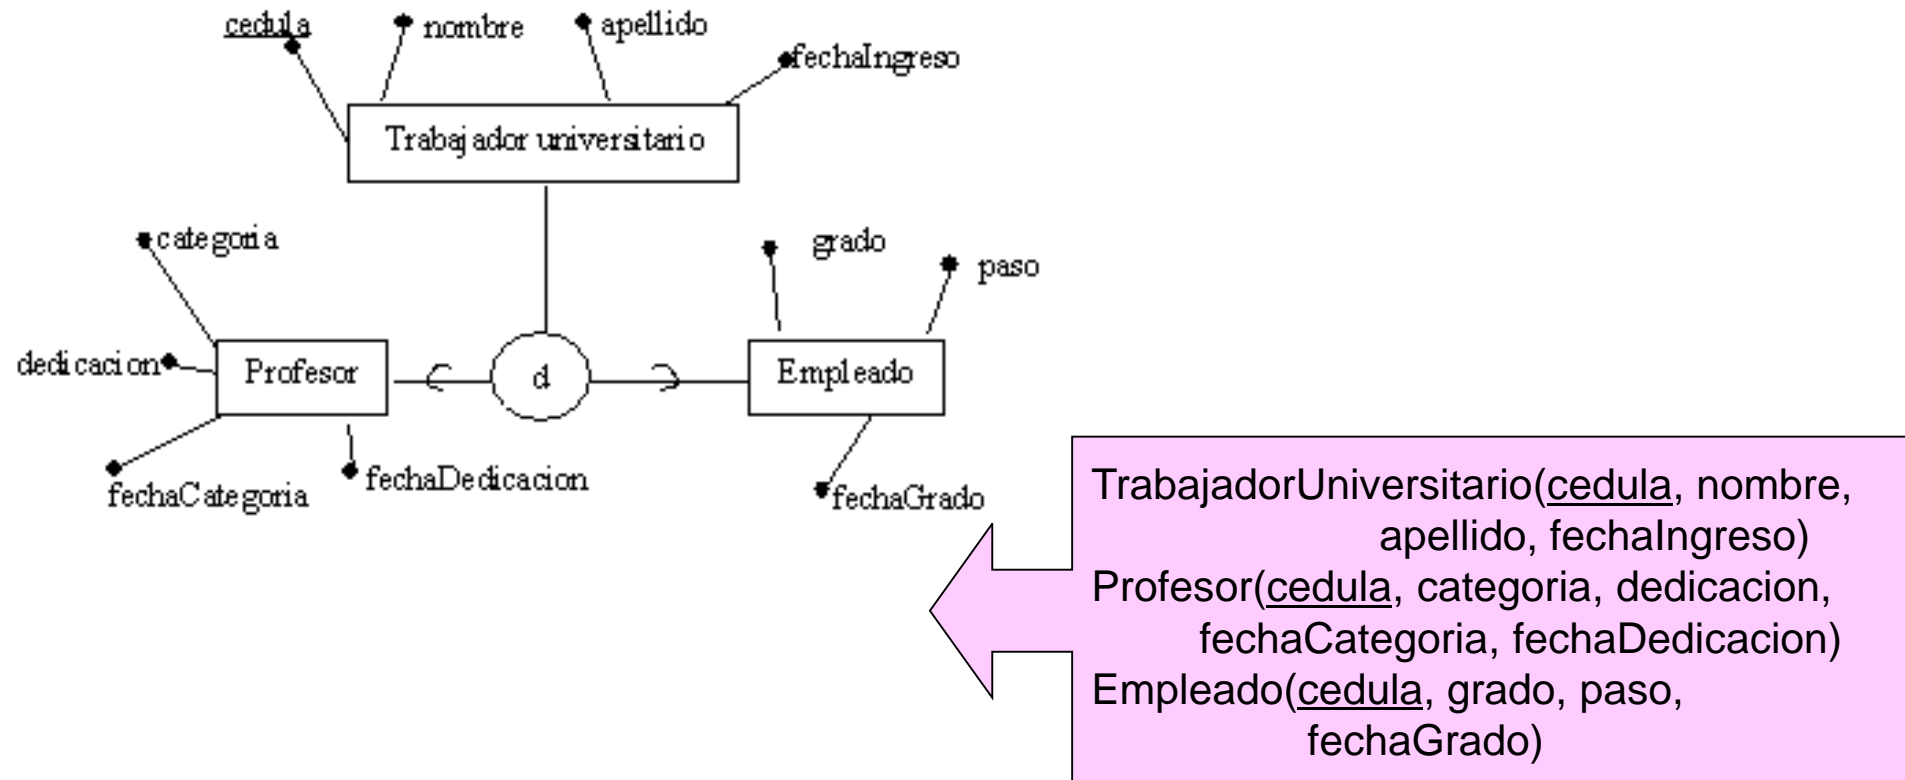 cedula
nombre
apellido
fechaIngreso
Trabajador universitario
categoria
grado
paso
dedicacion
Profesor
d
Empleado
fechaCategoria
fechaDedicacion
fechaGrado
TrabajadorUniversitario(cedula, nombre,
apellido, fechaIngreso)
Profesor(cedula, categoria, dedicacion,
fechaCategoria, fechaDedicacion)
Empleado(cedula, grado, paso,
fechaGrado)